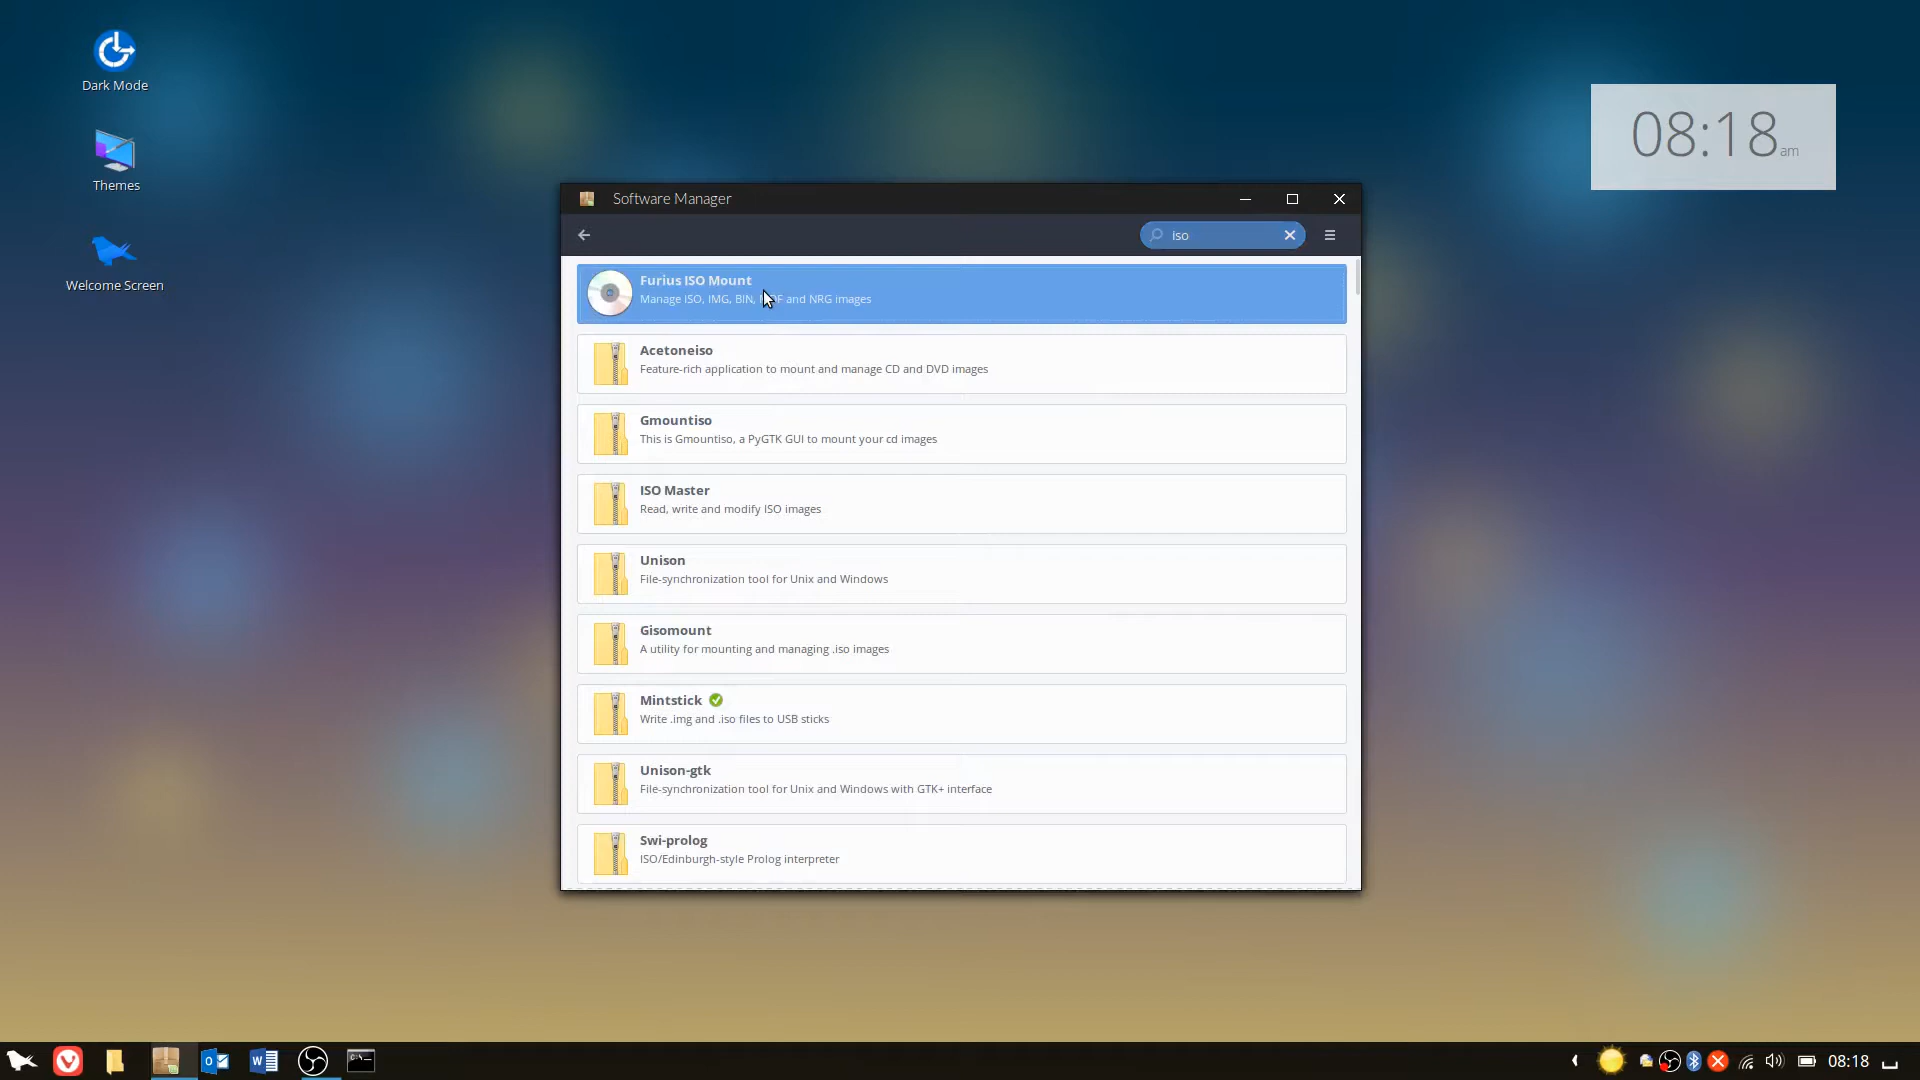 Dark Mode
Themes
Welcome Screen
08:18 am
Software Manager
iso
Furius ISO Mount
Manage ISO, IMG, BIN, and NRG images
Acetoneiso
Feature-rich application to mount and manage CD and DVD images
Gmountiso
This is Gmountiso, a PyGTK GUI to mount your cd images
ISO Master
Read, write and modify ISO images
Unison
File-synchronization tool for Unix and Windows
Gisomount
A utility for mounting and managing .iso images
Mintstick
Write .img and .iso files to USB sticks
Unison-gtk
File-synchronization tool for Unix and Windows with GTK+ interface
Swi-prolog
ISO/Edinburgh-style Prolog interpreter
08:18